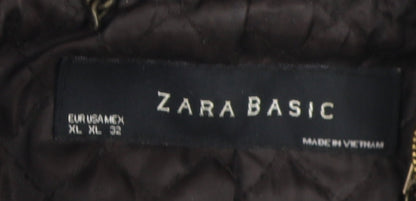 ZARA BASIC
EUR USA MEX
XL XL 32
MADE IN VIETNAM